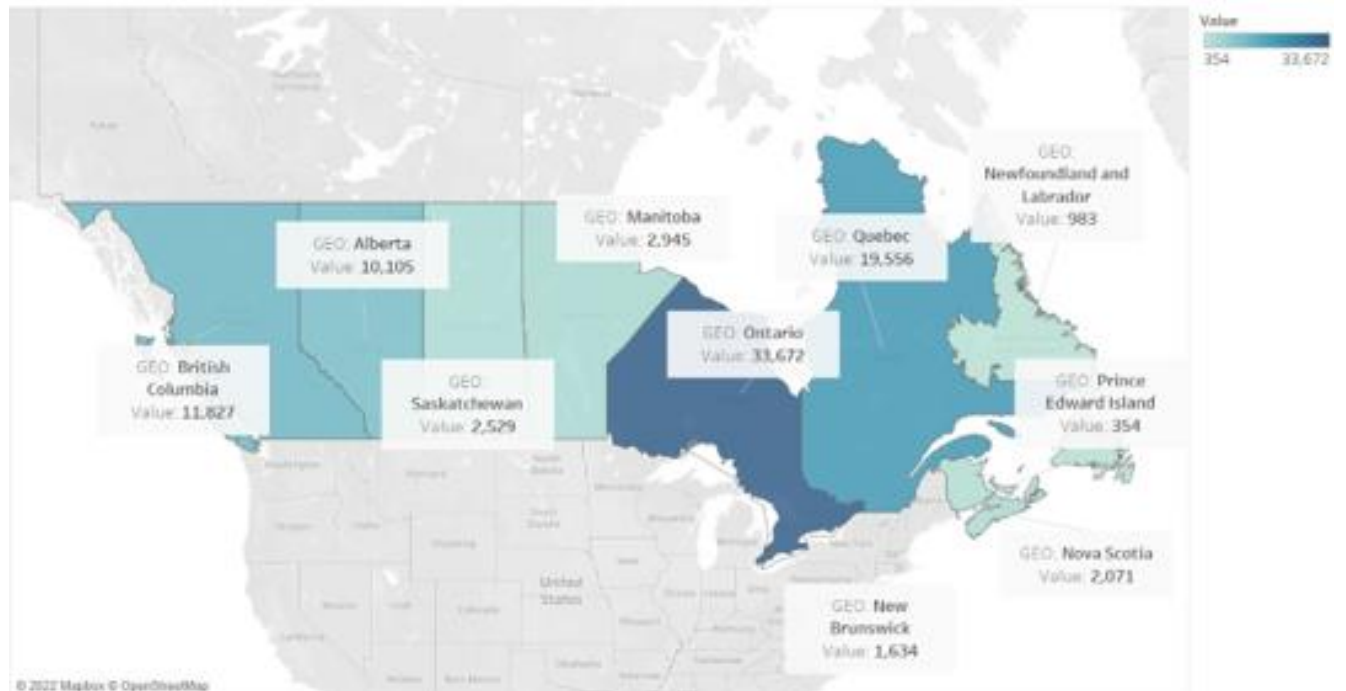 Value
354 33,672
GEO:
Newfoundland and
Labrador
Value: 983
GEO: Manitoba
Value: 2,945
GEO: Alberta
Value: 10,105
GEO: Quebec
Value: 19,556
GEO: Ontario
Value: 33,672
GEO: British
Columbia
Value: 11,827
GEO:
Saskatchewan
Value: 2,529
GEO: Prince
Edward Island
Value: 354
GEO: Nova Scotia
Value: 2,071
GEO: New
Brunswick
Value: 1,634
United
States
© 2022 Mapbox © OpenStreetMap